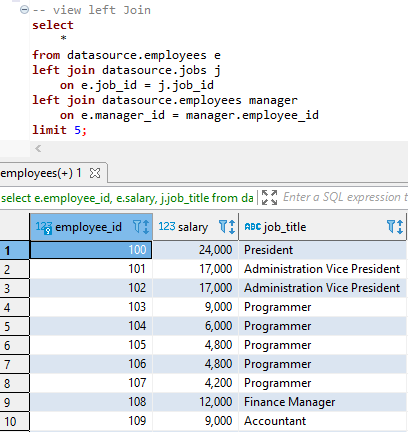 -- view left Join
select
*
from datasource.employees e
left join datasource.jobs j
on e.job_id = j.job_id
left join datasource.employees manager
on e.manager_id = manager.employee_id
limit 5;
employees(+) 1
select e.employee_id, e.salary, j.job_title from da Enter a SQL expression t
123 employee_id 123 salary ABC job_title
1 100 24,000 President
2 101 17,000 Administration Vice President
3 102 17,000 Administration Vice President
4 103 9,000 Programmer
5 104 6,000 Programmer
6 105 4,800 Programmer
7 106 4,800 Programmer
8 107 4,200 Programmer
9 108 12,000 Finance Manager
10 109 9,000 Accountant